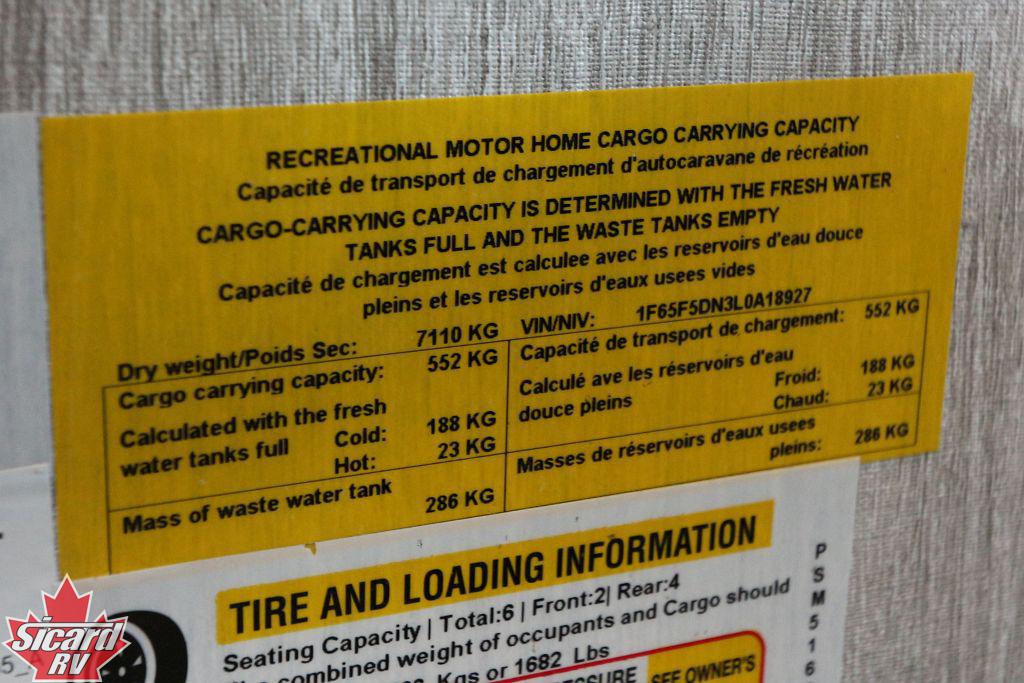 RECREATIONAL MOTOR HOME CARGO CARRYING CAPACITY
Capacité de transport de chargement d'autocaravane de récréation
CARGO-CARRYING CAPACITY IS DETERMINED WITH THE FRESH WATER
TANKS FULL AND THE WASTE TANKS EMPTY
Capacité de chargement est calculee avec les reservoirs d'eau douce
pleins et les reservoirs d'eaux usees vides
Dry weight/Poids Sec: 7110 KG VIN/NIV: 1F65F5DN3L0A18927
Cargo carrying capacity: 552 KG
Calculated with the fresh
water tanks full Cold: 188 KG
Hot: 23 KG
Mass of waste water tank 286 KG
Capacité de transport de chargement: 552 KG
Calculé ave les réservoirs d'eau
douce pleins Froid: 188 KG
Chaud: 23 KG
Masses de réservoirs d'eaux usees
pleins: 286 KG
TIRE AND LOADING INFORMATION
Seating Capacity | Total:6 | Front:2| Rear:4
combined weight of occupants and Cargo should
Kgs or 1682 Lbs
SEE OWNER'S
P
S
M
5
1
6
Sicard
RV